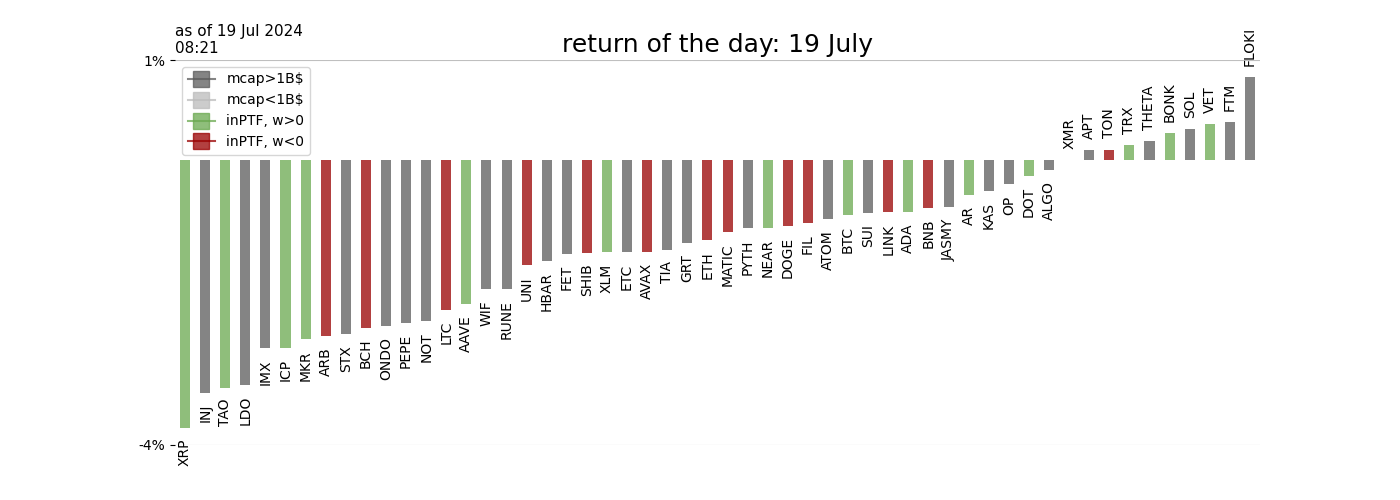 as of 19 Jul 2024
08:21
return of the day: 19 July
1%
mcap>1B$
mcap<1B$
inPTF, w>0
inPTF, w<0
-4%
XRP
INJ
TAO
LDO
IMX
ICP
MKR
ARB
STX
BCH
ONDO
PEPE
NOT
LTC
AAVE
WIF
RUNE
UNI
HBAR
FET
SHIB
XLM
ETC
AVAX
TIA
GRT
ETH
MATIC
PYTH
NEAR
DOGE
FIL
ATOM
BTC
SUI
LINK
ADA
BNB
JASMY
AR
KAS
OP
DOT
ALGO
XMR
APT
TON
TRX
THETA
BONK
SOL
VET
FTM
FLOKI